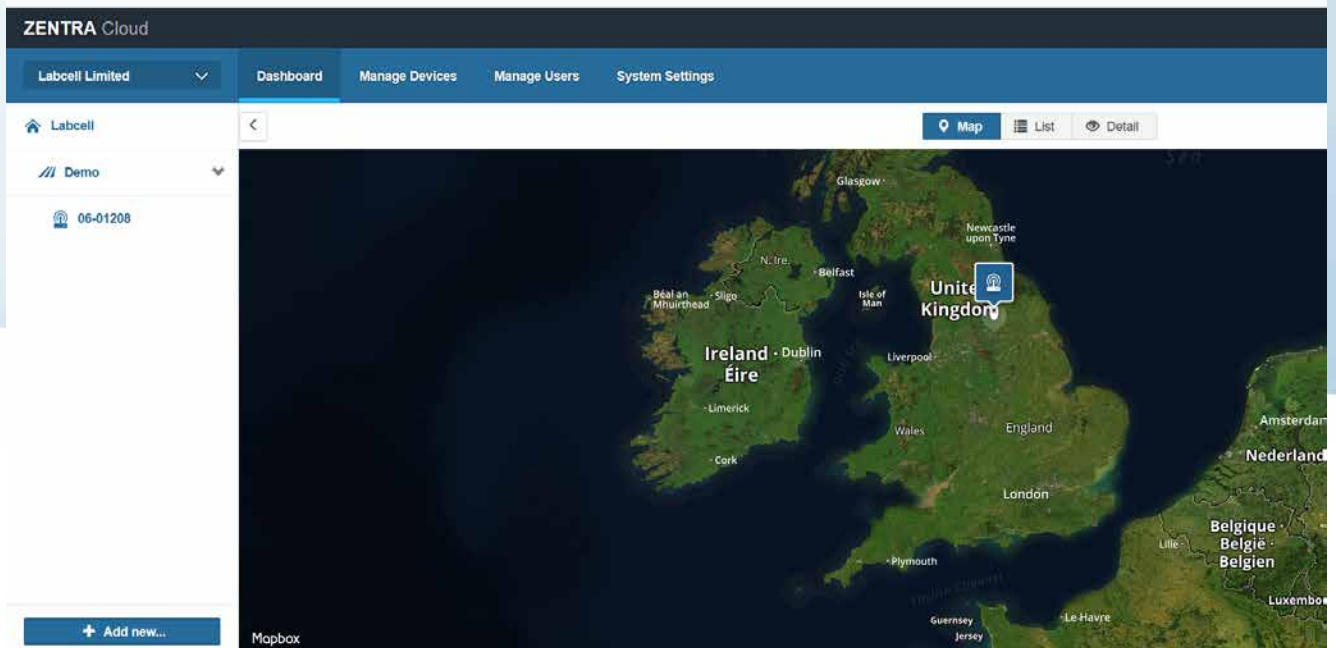 ZENTRA Cloud
Labcell Limited
Dashboard
Manage Devices
Manage Users
System Settings
Labcell
Map
List
Detail
Demo
06-01208
Glasgow
Newcastle
upon Tyne
N. Ire.
Belfast
Béal an
Mhuirthead
Sligo
Isle of
Man
Kingdom
Ireland
Éire
Dublin
Liverpool
Limerick
Wales
England
Cork
Amsterdam
Nederland
London
Belgique
België
Belgien
Lille
Plymouth
Luxembo
Guernsey
Jersey
Le Havre
+ Add new...
Mapbox